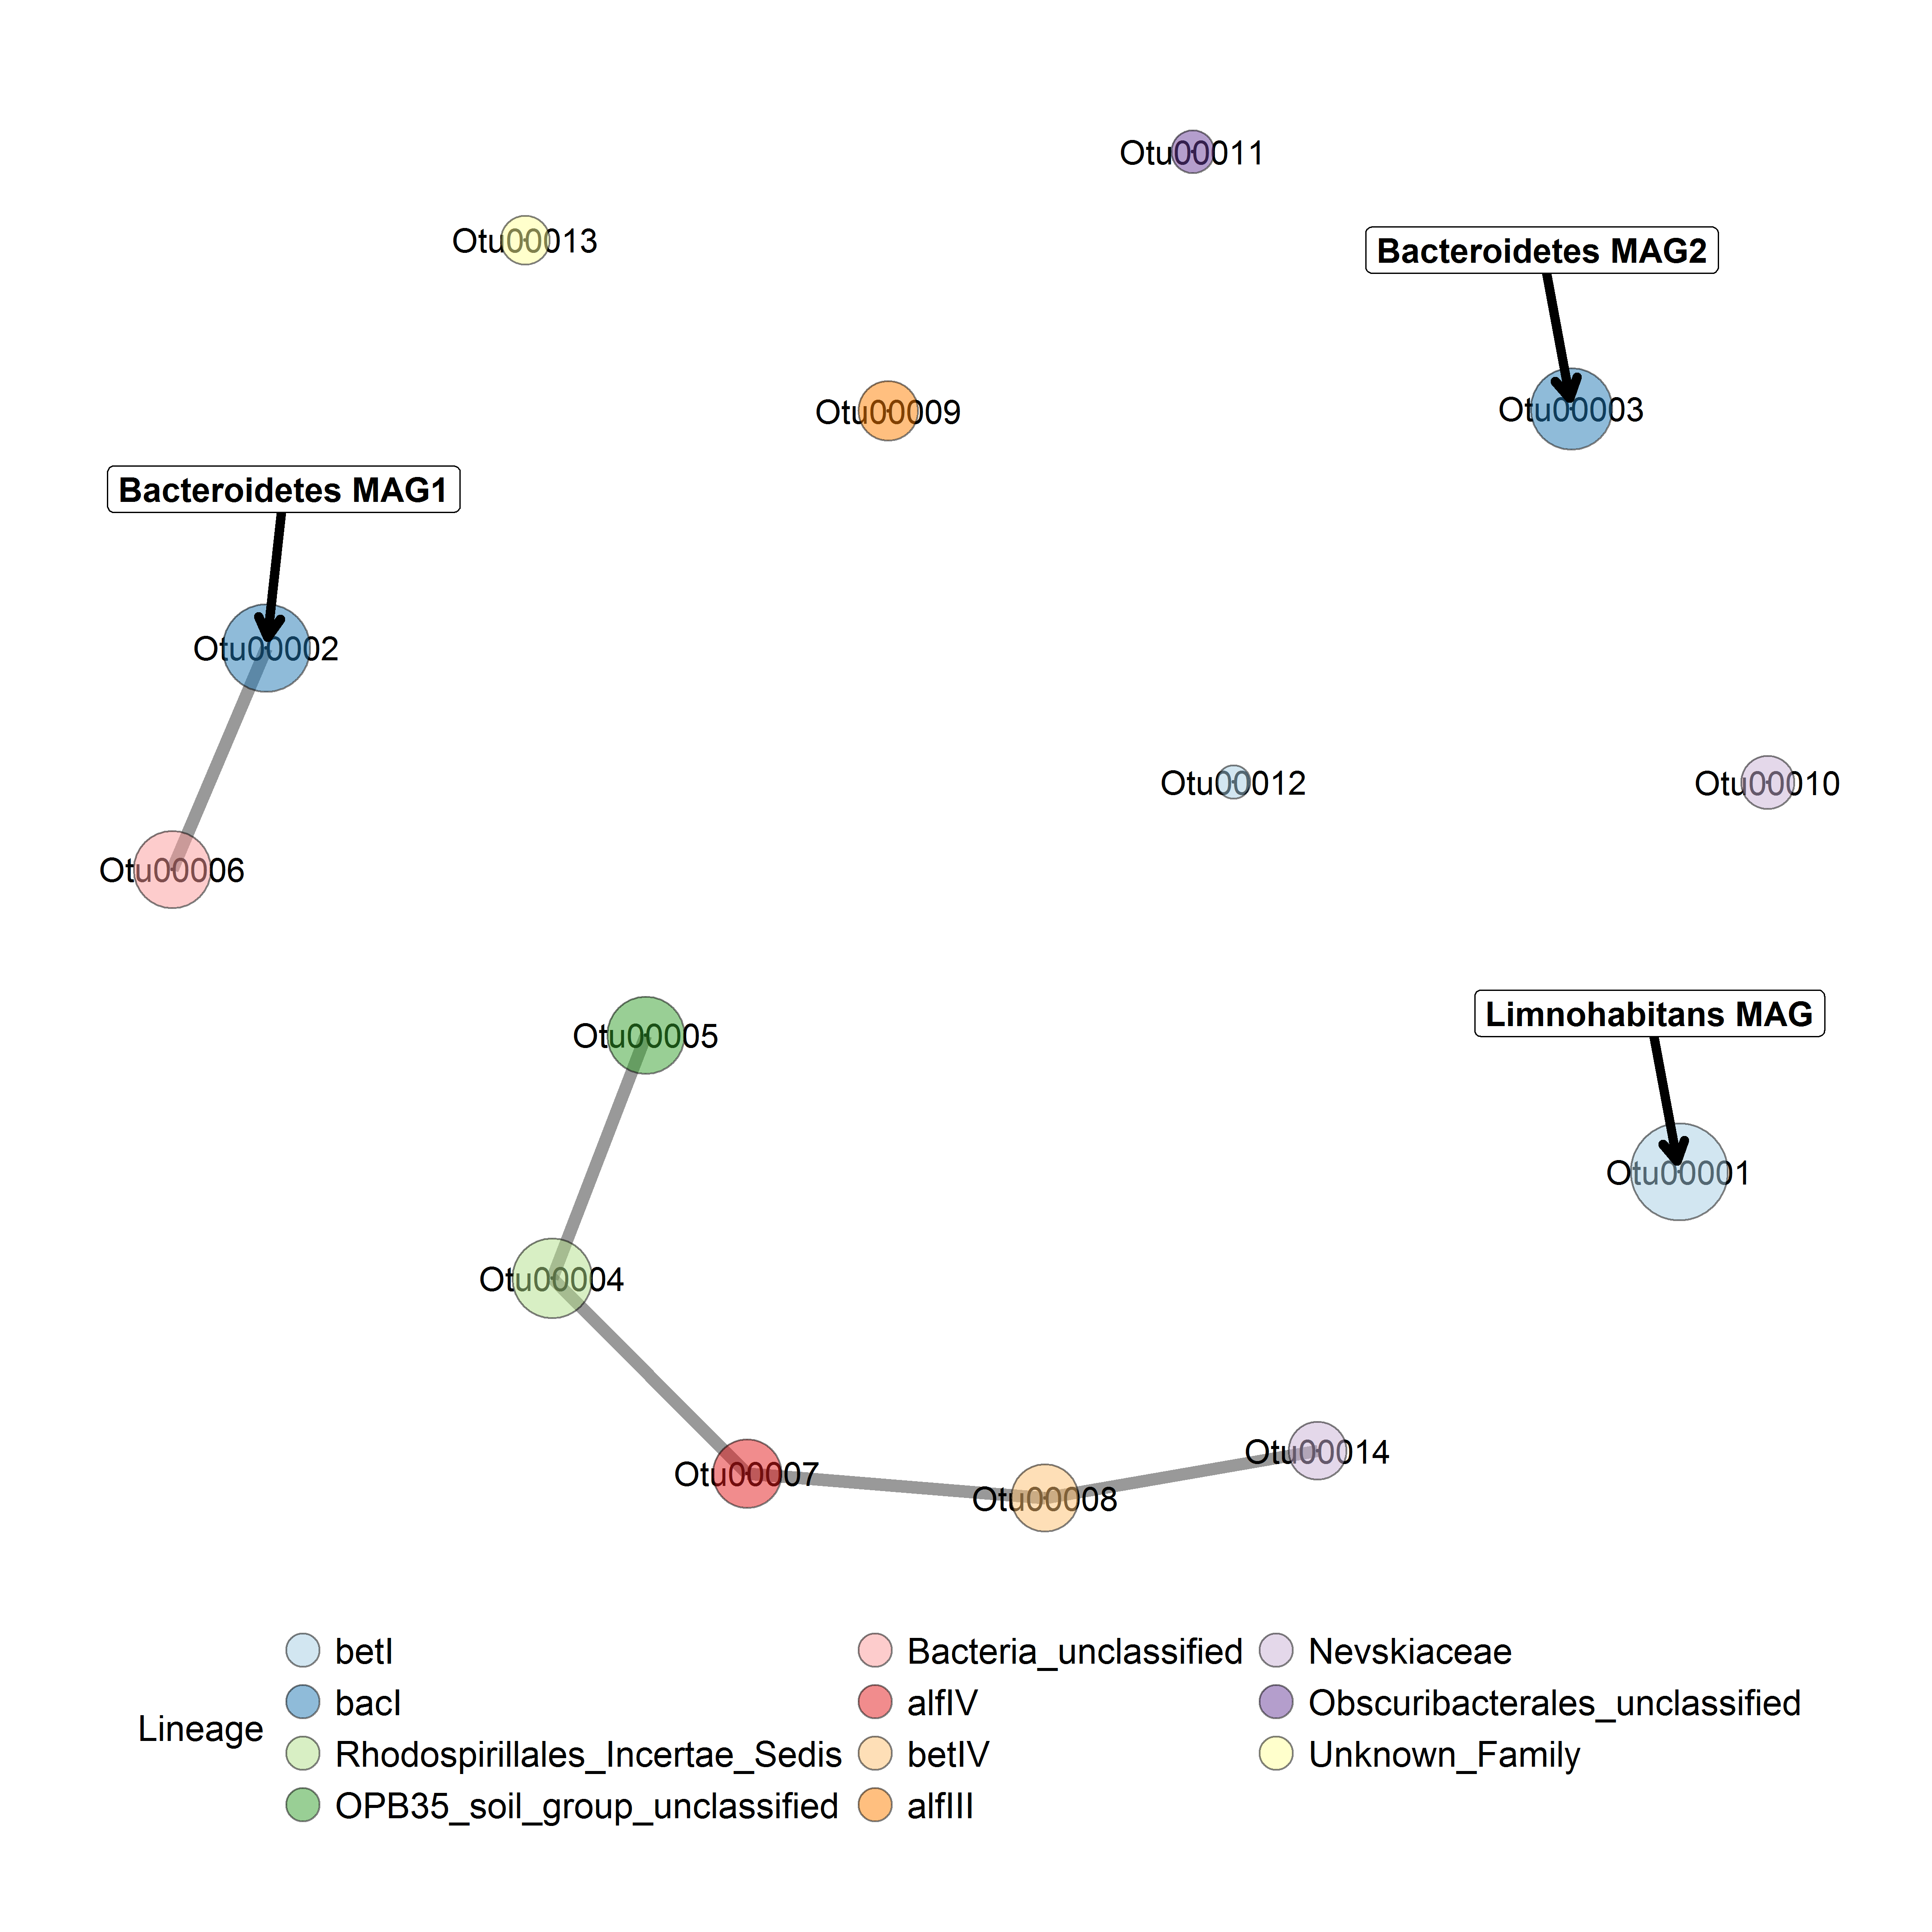 Otu00011
Otu00013
Bacteroidetes MAG2
Otu00009
Otu00003
Bacteroidetes MAG1
Otu00002
Otu00012
Otu00010
Otu00006
Limnohabitans MAG
Otu00005
Otu00001
Otu00004
Otu00014
Otu00007
Otu00008
Lineage
betI
bacI
Rhodospirillales_Incertae_Sedis
OPB35_soil_group_unclassified
Bacteria_unclassified
alfIV
betIV
alfIII
Nevskiaceae
Obscuribacterales_unclassified
Unknown_Family